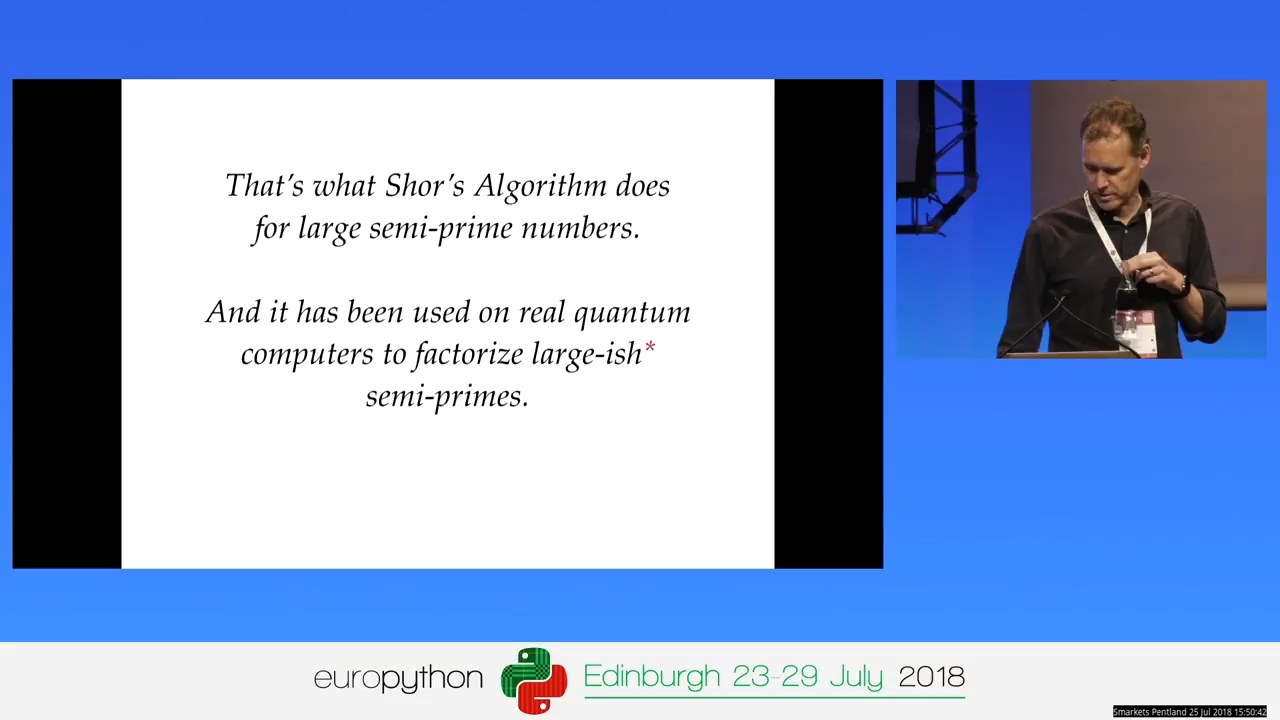 That's what Shor's Algorithm does
for large semi-prime numbers.
And it has been used on real quantum
computers to factorize large-ish*
semi-primes.
europython Edinburgh 23-29 July 2018
Smarkets Pentland 25 Jul 2018 15:50:42